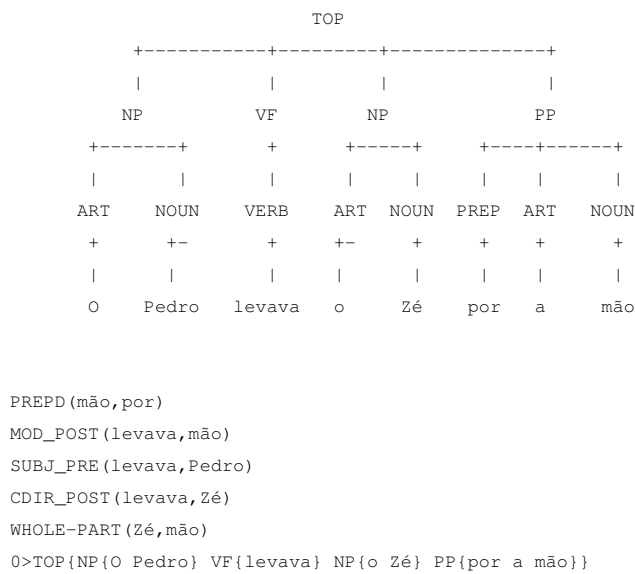 TOP
+-----------+---------+--------------+
|           |         |              |
NP          VF        NP             PP
+-------+       +      +-----+     +----+------+
|       |       |      |     |     |    |      |
ART    NOUN    VERB    ART  NOUN  PREP  ART    NOUN
+      +-       +     +-     +     +    +      +
|      |        |     |      |     |    |      |
O    Pedro   levava   o     Zé    por   a     mão
PREPD(mão,por)
MOD_POST(levava,mão)
SUBJ_PRE(levava,Pedro)
CDIR_POST(levava,Zé)
WHOLE-PART(Zé,mão)
0>TOP{NP{O Pedro} VF{levava} NP{o Zé} PP{por a mão}}